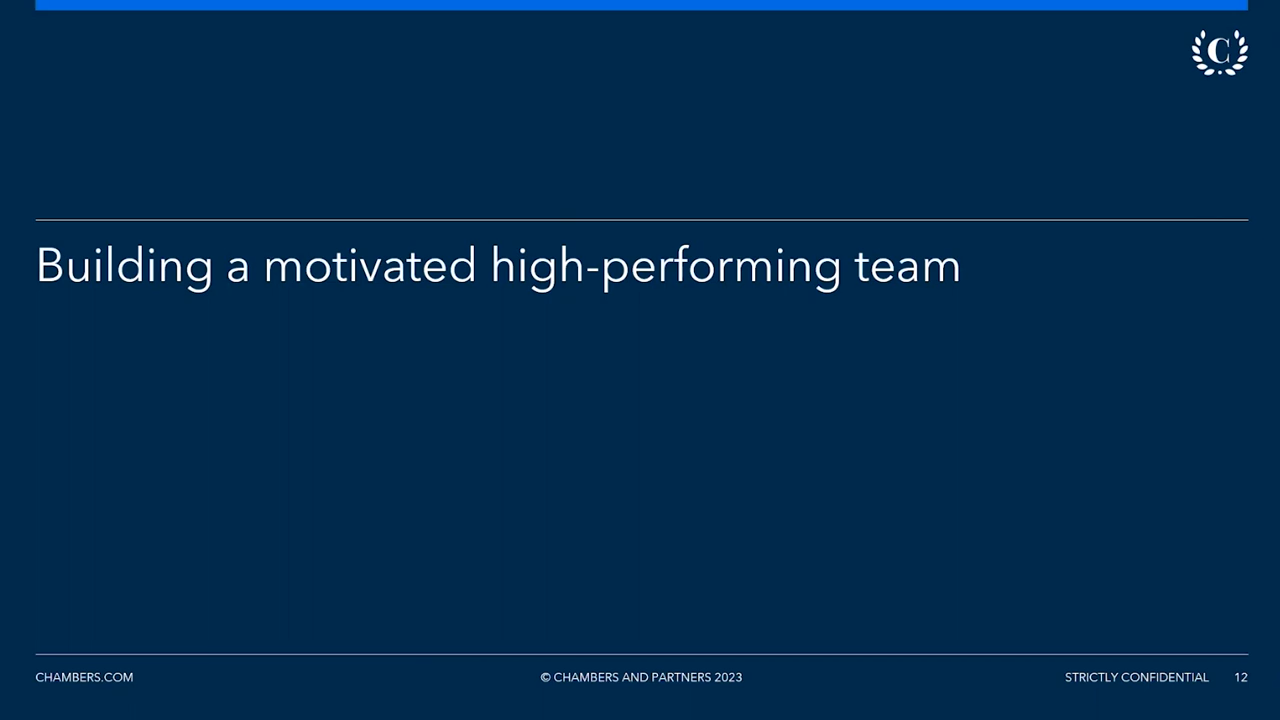 C
Building a motivated high-performing team
CHAMBERS.COM
© CHAMBERS AND PARTNERS 2023
STRICTLY CONFIDENTIAL
12